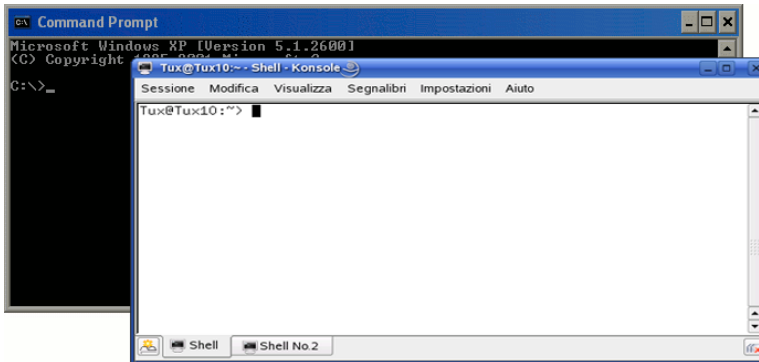 Command Prompt
Microsoft Windows XP [Version 5.1.2600]
(C) Copyright
C:\>_
Tux@Tux10:~ - Shell - Konsole
Sessione Modifica Visualizza Segnalibri Impostazioni Aiuto
Tux@Tux10:~>
Shell
Shell No.2